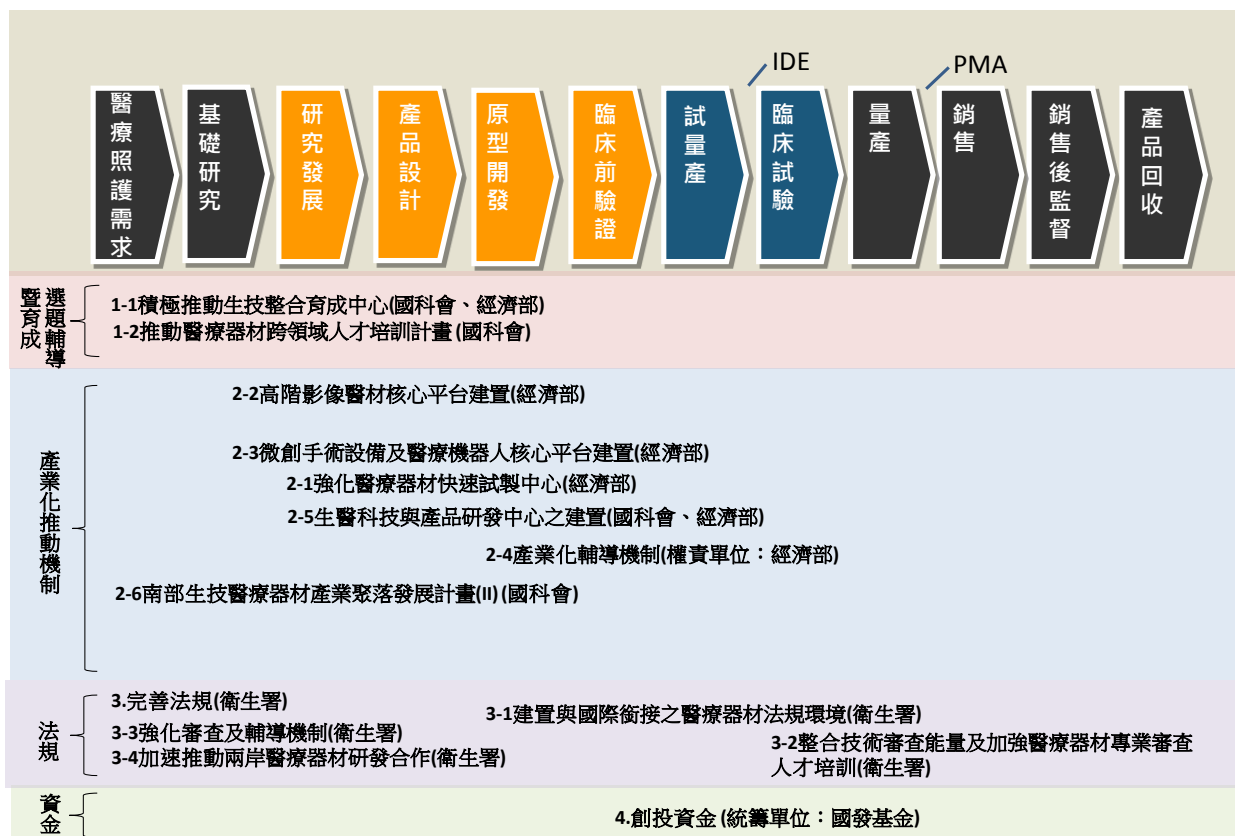 IDE
PMA
醫療照護需求
基礎研究
研究發展
產品設計
原型開發
臨床前驗證
試量產
臨床試驗
量產
銷售
銷售後監督
產品回收
選題輔導
暨育成
1-1積極推動生技整合育成中心(國科會、經濟部)
1-2推動醫療器材跨領域人才培訓計畫(國科會)
產業化推動機制
2-2高階影像醫材核心平台建置(經濟部)
2-3微創手術設備及醫療機器人核心平台建置(經濟部)
2-1強化醫療器材快速試製中心(經濟部)
2-5生醫科技與產品研發中心之建置(國科會、經濟部)
2-4產業化輔導機制(權責單位：經濟部)
2-6南部生技醫療器材產業聚落發展計畫(II)(國科會)
法規
3.完善法規(衛生署)
3-1建置與國際銜接之醫療器材法規環境(衛生署)
3-3強化審查及輔導機制(衛生署)
3-2整合技術審查能量及加強醫療器材專業審查
人才培訓(衛生署)
3-4加速推動兩岸醫療器材研發合作(衛生署)
資金
4.創投資金(統籌單位：國發基金)